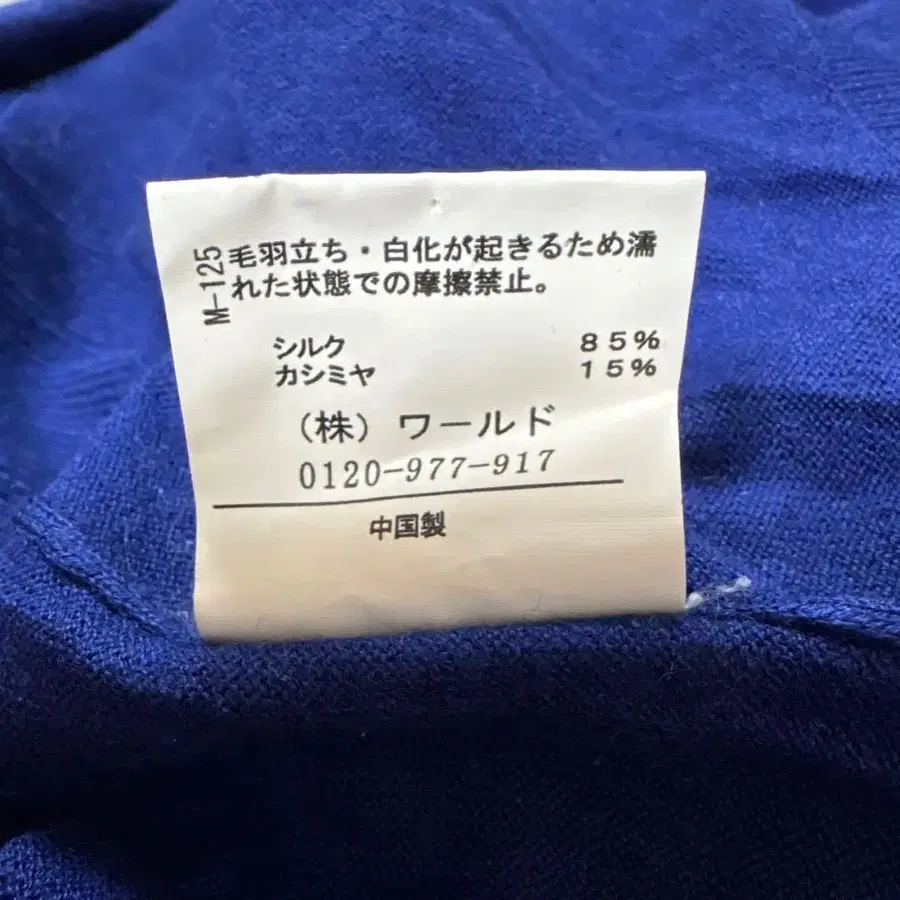 M-125
毛羽立ち・白化が起きるため濡
れた状態での摩擦禁止。
シルク 85%
カシミヤ 15%
(株) ワールド
0120-977-917
中国製